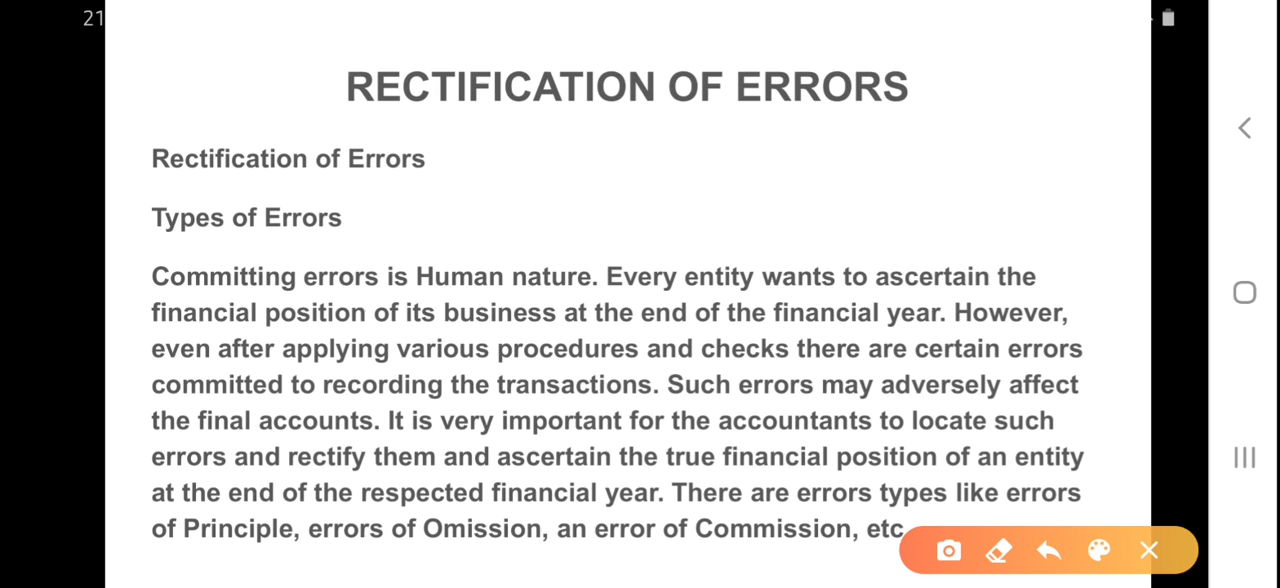 21
RECTIFICATION OF ERRORS
Rectification of Errors
Types of Errors
Committing errors is Human nature. Every entity wants to ascertain the
financial position of its business at the end of the financial year. However,
even after applying various procedures and checks there are certain errors
committed to recording the transactions. Such errors may adversely affect
the final accounts. It is very important for the accountants to locate such
errors and rectify them and ascertain the true financial position of an entity
at the end of the respected financial year. There are errors types like errors
of Principle, errors of Omission, an error of Commission, etc